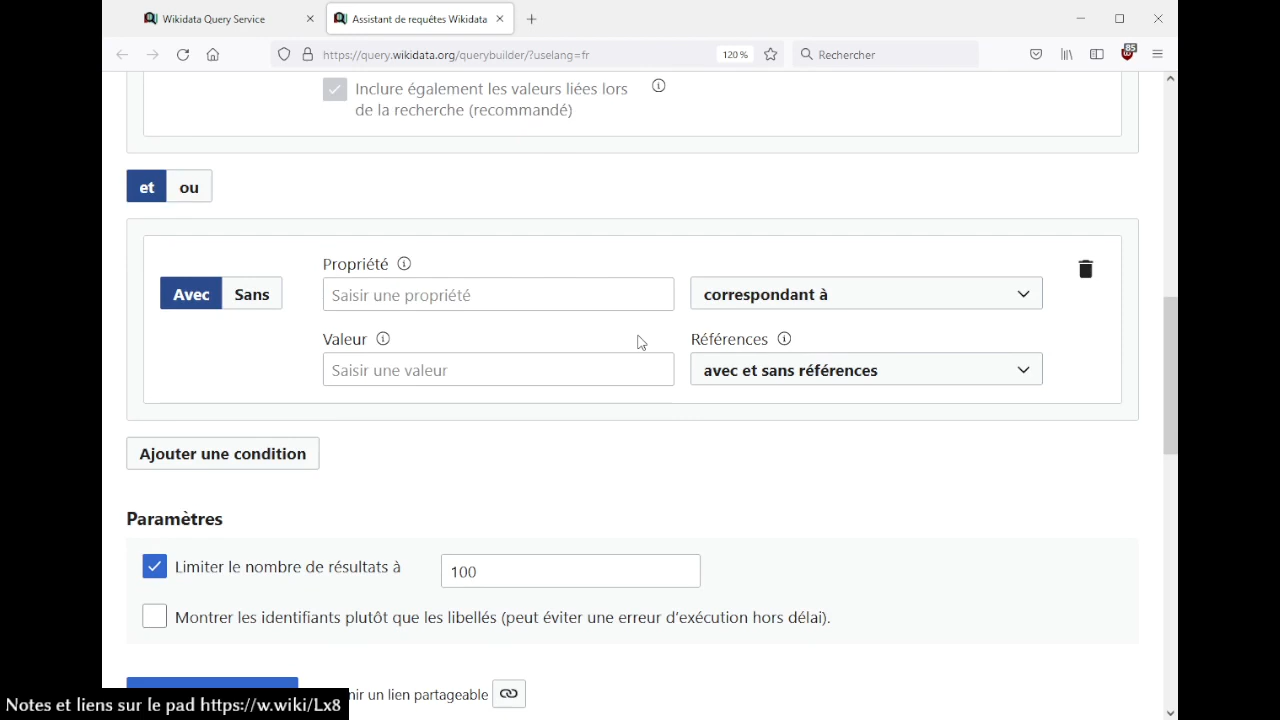 Wikidata Query Service
Assistant de requêtes Wikidata
https://query.wikidata.org/querybuilder/?uselang=fr
120 %
Rechercher
85
Inclure également les valeurs liées lors
de la recherche (recommandé)
et
ou
Propriété
Avec
Sans
Saisir une propriété
correspondant à
Valeur
Références
Saisir une valeur
avec et sans références
Ajouter une condition
Paramètres
Limiter le nombre de résultats à
100
Montrer les identifiants plutôt que les libellés (peut éviter une erreur d’exécution hors délai).
un lien partageable
Notes et liens sur le pad https://w.wiki/Lx8